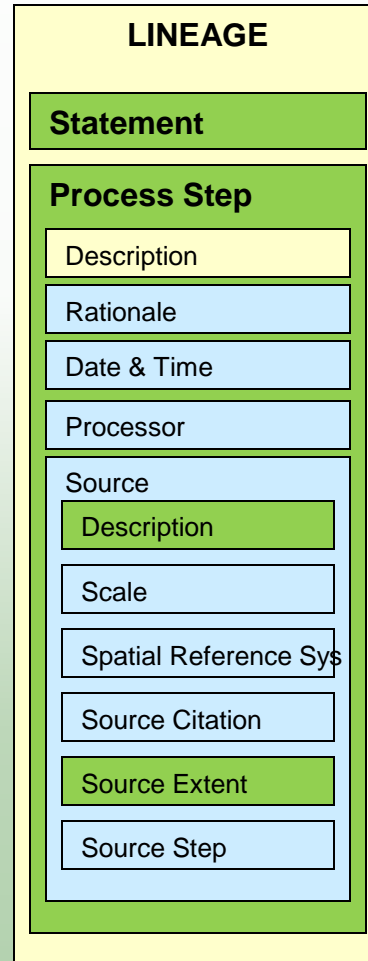 LINEAGE
Statement
Process Step
Description
Rationale
Date & Time
Processor
Source
Description
Scale
Spatial Reference Sys
Source Citation
Source Extent
Source Step